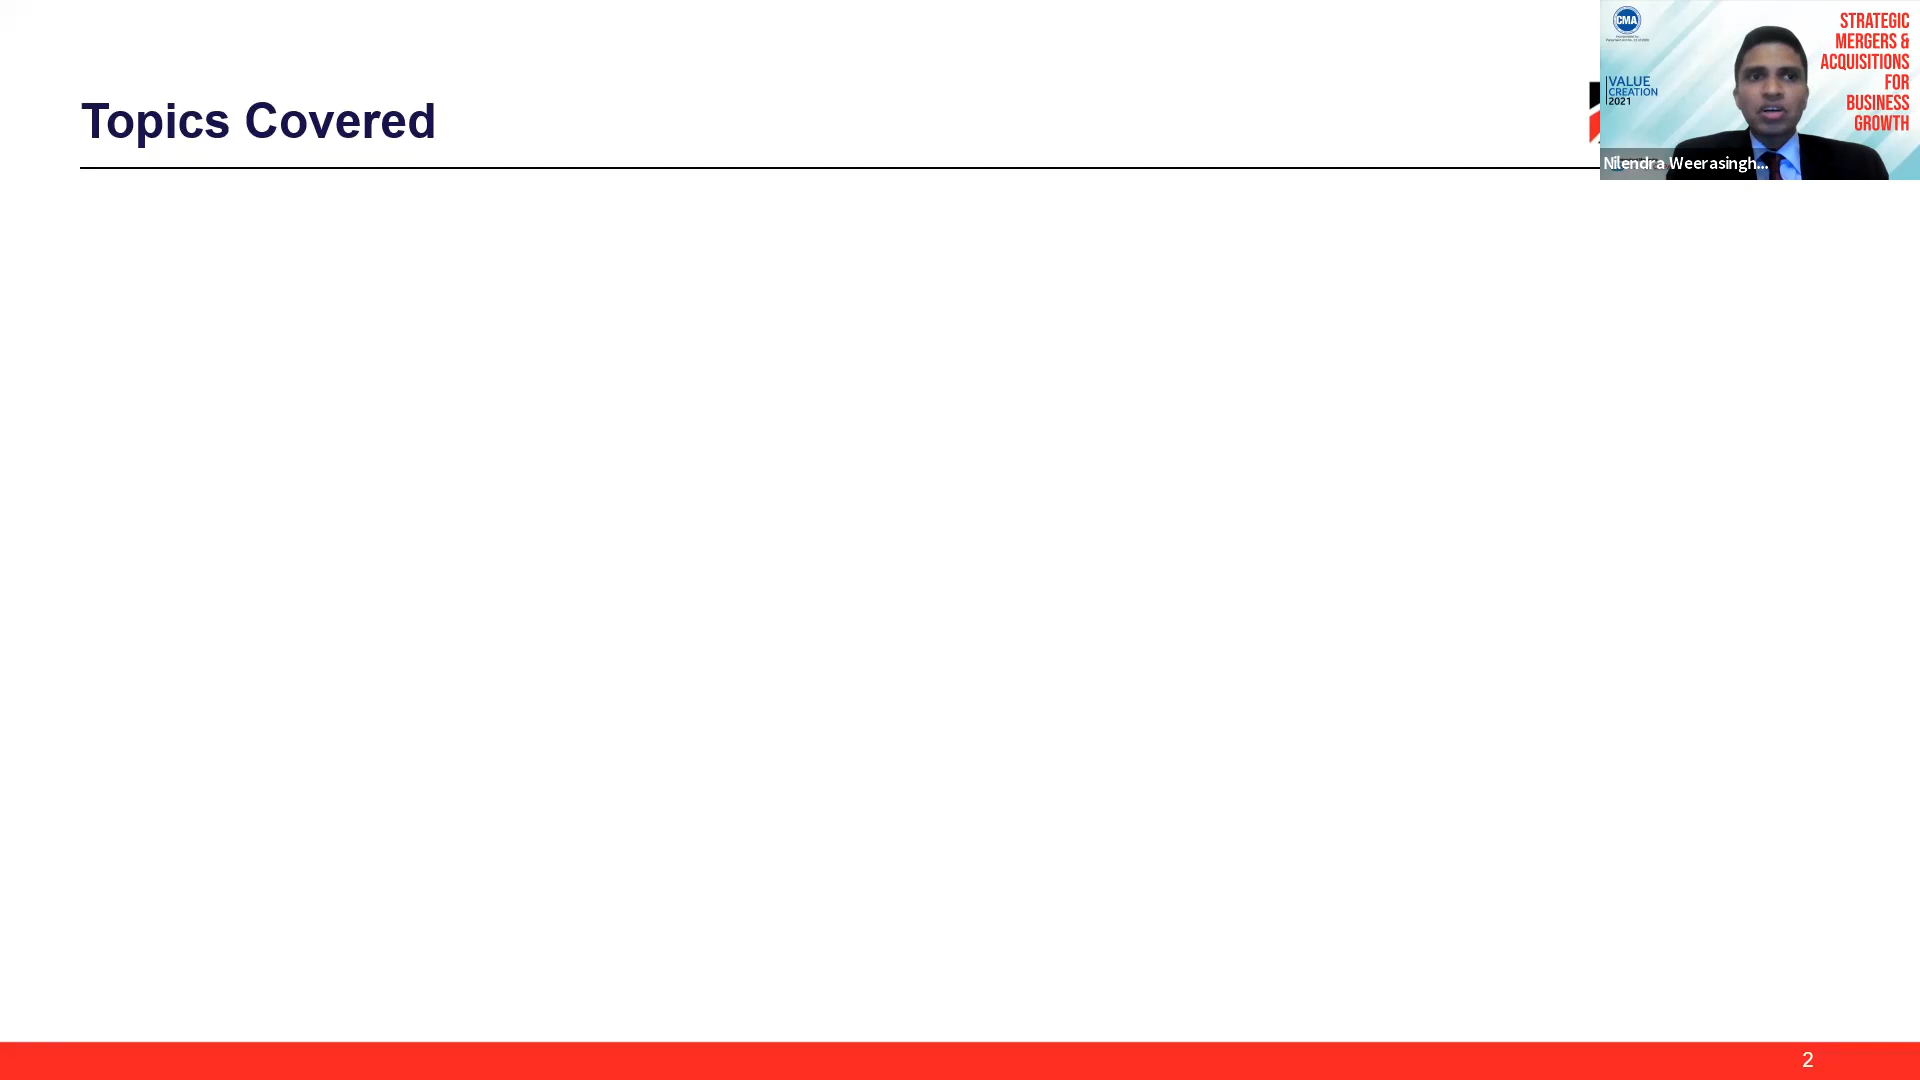 Topics Covered
CMA
VALUE
CREATION
2021
STRATEGIC
MERGERS &
ACQUISITIONS
FOR
BUSINESS
GROWTH
Nilendra Weerasingh...
2